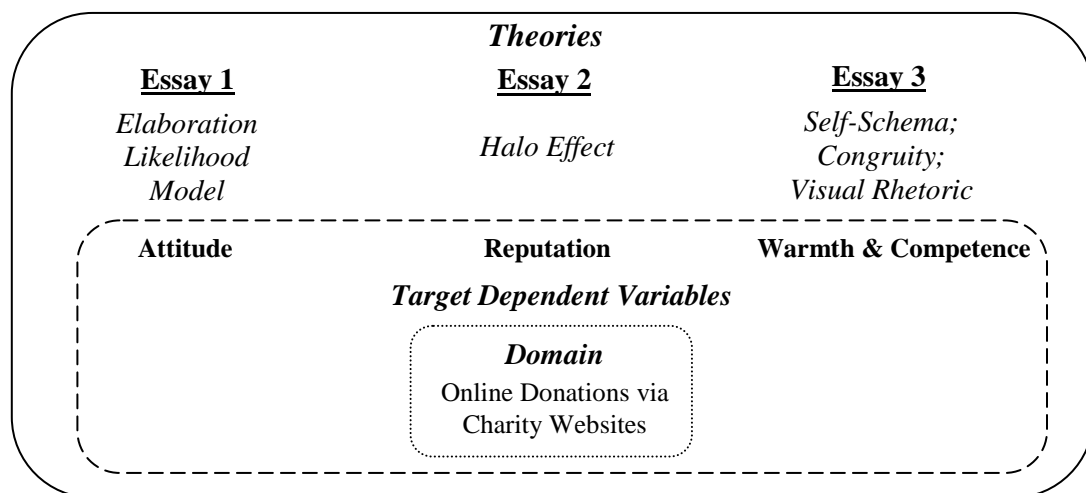 Theories
Essay 1
Elaboration
Likelihood
Model
Essay 2
Halo Effect
Essay 3
Self-Schema;
Congruity;
Visual Rhetoric
Attitude
Reputation
Warmth & Competence
Target Dependent Variables
Domain
Online Donations via
Charity Websites